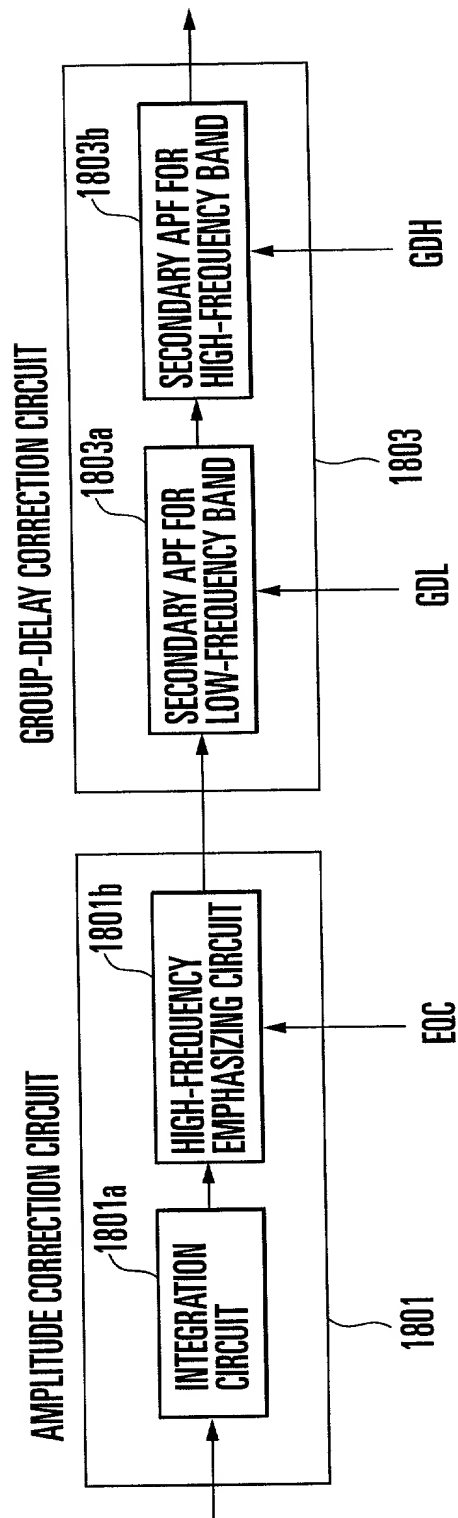 AMPLITUDE CORRECTION CIRCUIT
1801a
INTEGRATION
CIRCUIT
1801b
HIGH-FREQUENCY
EMPHASIZING CIRCUIT
EQC
1801
GROUP-DELAY CORRECTION CIRCUIT
1803a
SECONDARY APF FOR
LOW-FREQUENCY BAND
GDL
1803b
SECONDARY APF FOR
HIGH-FREQUENCY BAND
GDH
1803